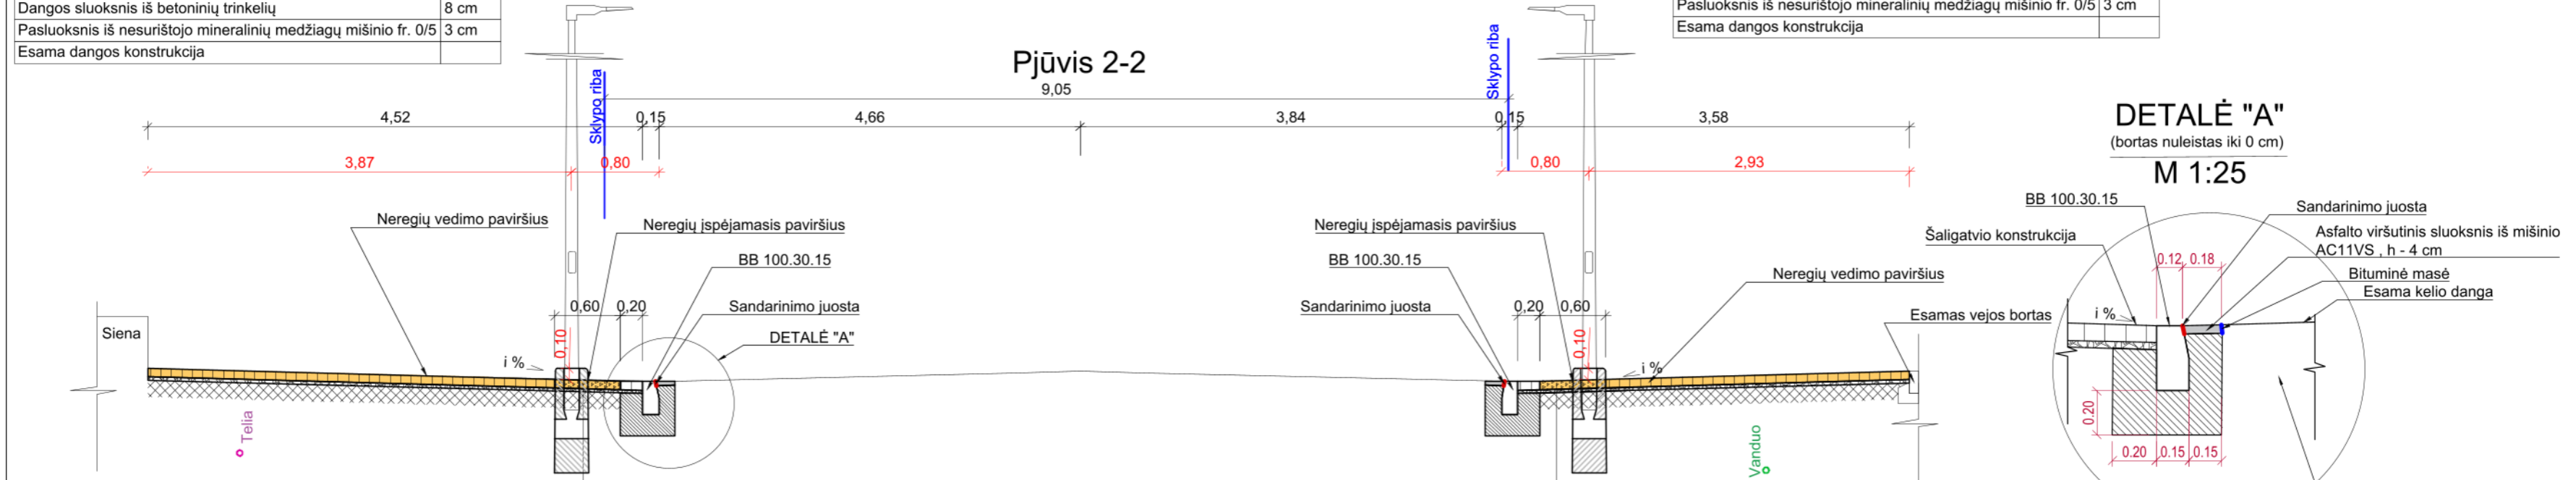 Dangos sluoksnis iš betoninių trinkelių 8 cm
Pasluoksnis iš nesurištojo mineralinių medžiagų mišinio fr. 0/5 3 cm
Esama dangos konstrukcija
Pasluoksnis iš nesurištojo mineralinių medžiagų mišinio fr. 0/5 3 cm
Esama dangos konstrukcija
Pjūvis 2-2
Sklypo riba
Sklypo riba
9,05
4,52 0,15 4,66 3,84 0,15 3,58
3,87 0,80 0,80 2,93
Neregių vedimo paviršius
Neregių įspėjamasis paviršius
BB 100.30.15
0,60 0,20
Sandarinimo juosta
DETALĖ "A"
Siena
0,10
i %
Telia
Neregių įspėjamasis paviršius
BB 100.30.15
Neregių vedimo paviršius
Sandarinimo juosta
0,20 0,60
Esamas vejos bortas
0,10
i %
Vanduo
DETALĖ "A"
(bortas nuleistas iki 0 cm)
M 1:25
BB 100.30.15
Sandarinimo juosta
Šaligatvio konstrukcija
Asfalto viršutinis sluoksnis iš mišinio
AC11VS , h - 4 cm
0.12 0.18
Bituminė masė
Esama kelio danga
i %
0.20
0.20 0.15 0.15